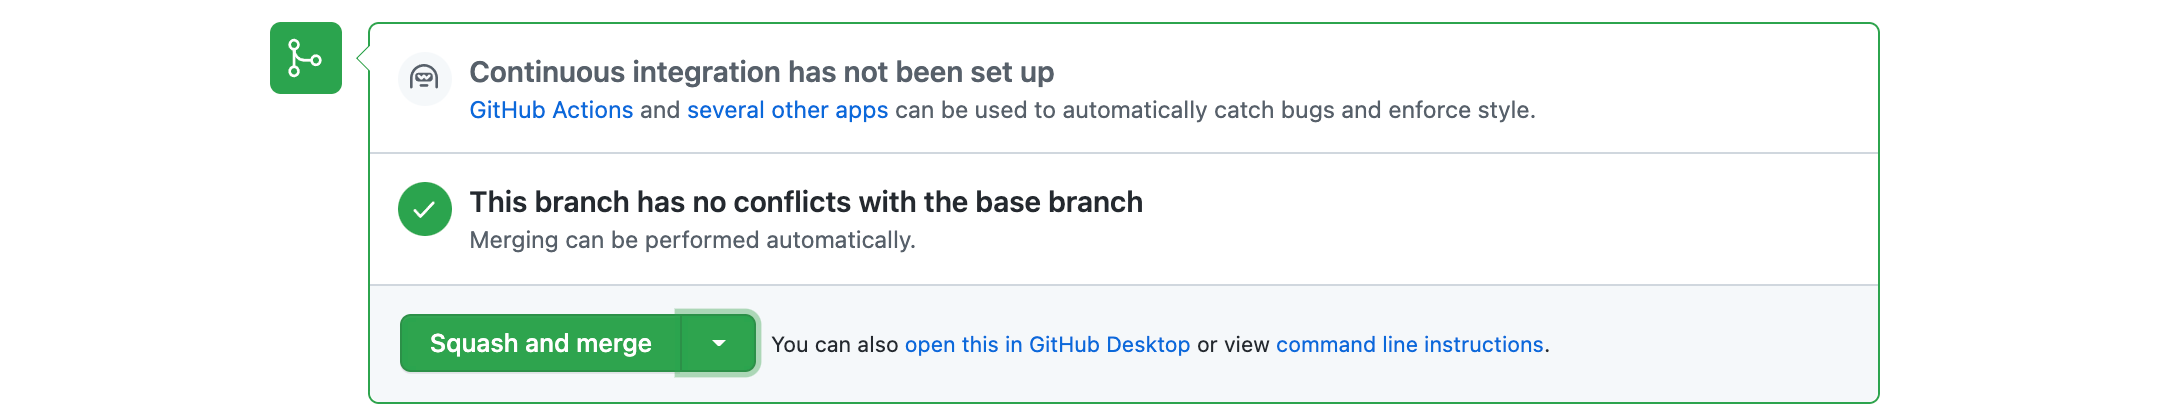 Continuous integration has not been set up
GitHub Actions and several other apps can be used to automatically catch bugs and enforce style.
This branch has no conflicts with the base branch
Merging can be performed automatically.
Squash and merge You can also open this in GitHub Desktop or view command line instructions.